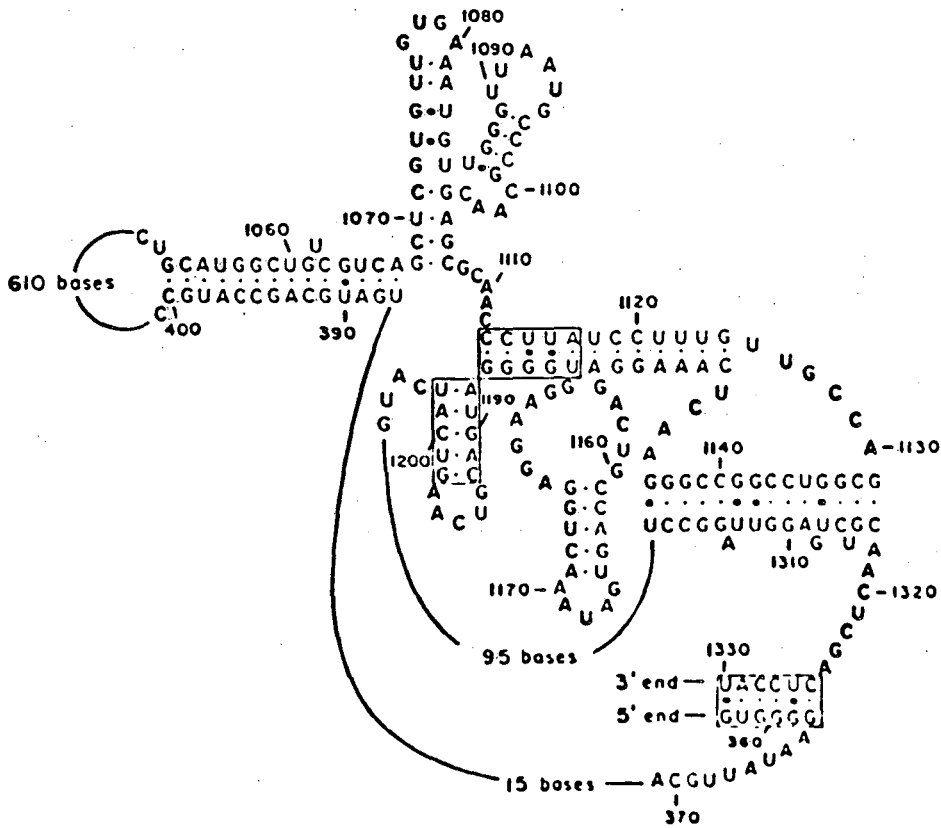 U G 1080
G A 1090 U A A
U · A U A
U · A U U
G • U G C G
U • G G C
G U U • G C
C · G C A A C – 1100
1070 – U · A
C · G C G C 1110
C U 1060 U
G C A U G G C U G C G U C A G
610 bases
C C G U A C C G A C G U A G U
C 400 390
A A C C
1120
C C U U A U C C U U U G U U G C C A – 1130
G G G G U A G G A A A C U C A A
U A · A 1190
A · U
C · G
U · A
G · C
G U A C
1200
A A C U G
G G A A G G A
1160
G A C U G
G · C
G · C
U · A
C · G
A · U
A A U A G
1170
1140
A G G G C C G G C C U G G C G
U C C G G U U G G A U C G C
A 1310 G U
95 bases
A A C – 1320
U C G A
1330
3' end – U A C C U C
5' end – G U G G G G
360 A A U A U U G C A
15 bases
370